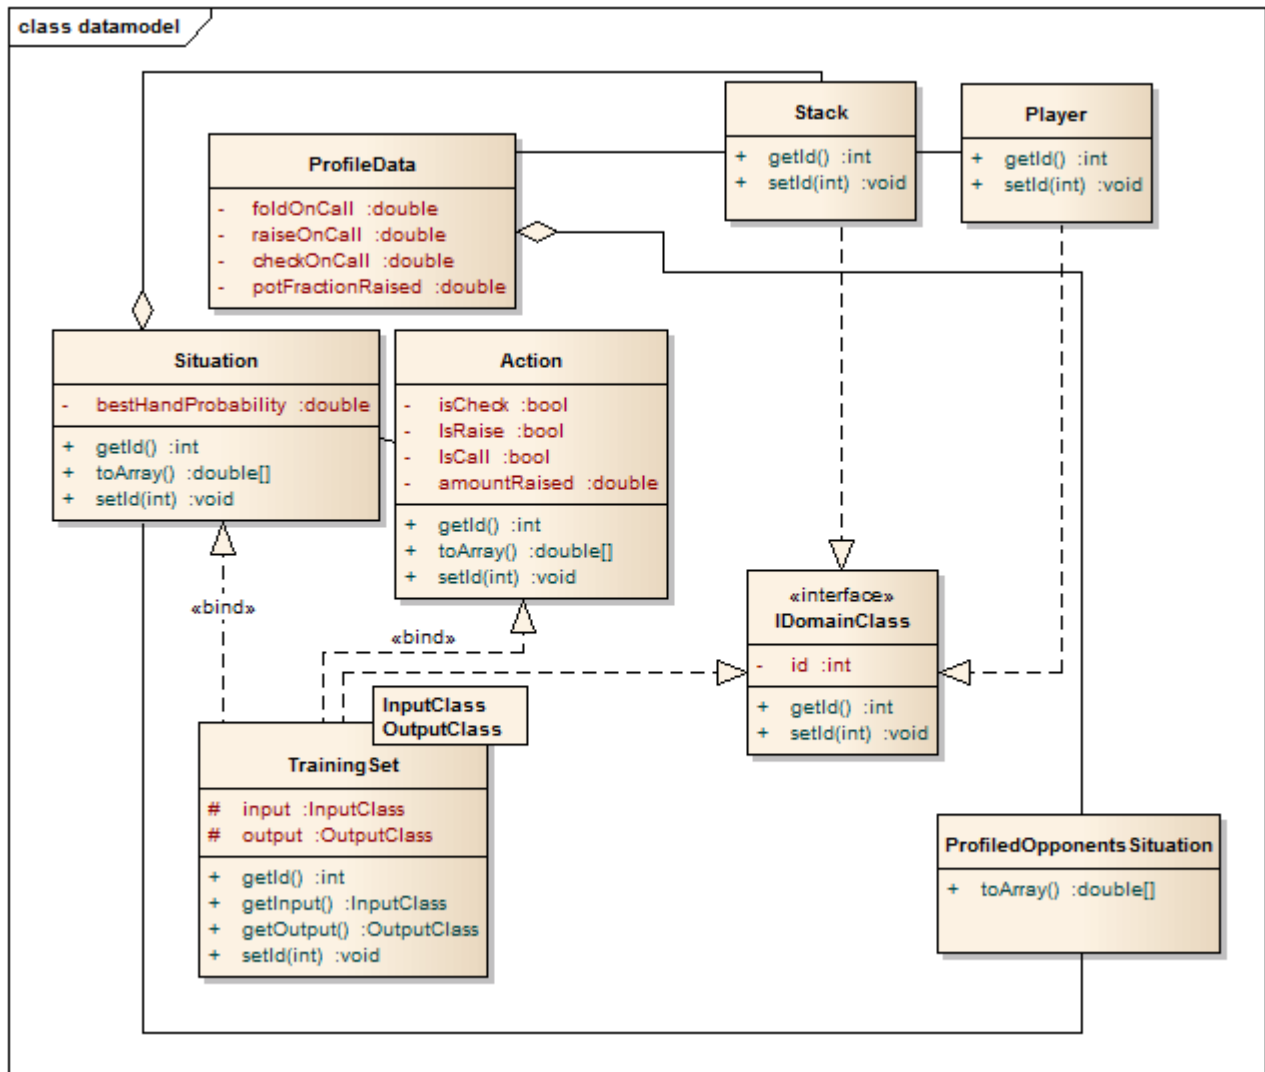 class datamodel
Stack
+ getId() :int
+ setId(int) :void
Player
+ getId() :int
+ setId(int) :void
ProfileData
- foldOnCall :double
- raiseOnCall :double
- checkOnCall :double
- potFractionRaised :double
Situation
- bestHandProbability :double
+ getId() :int
+ toArray() :double[]
+ setId(int) :void
Action
- isCheck :bool
- IsRaise :bool
- IsCall :bool
- amountRaised :double
+ getId() :int
+ toArray() :double[]
+ setId(int) :void
«bind»
«bind»
«interface»
IDomainClass
- id :int
+ getId() :int
+ setId(int) :void
InputClass
OutputClass
TrainingSet
# input :InputClass
# output :OutputClass
+ getId() :int
+ getInput() :InputClass
+ getOutput() :OutputClass
+ setId(int) :void
ProfiledOpponentsSituation
+ toArray() :double[]